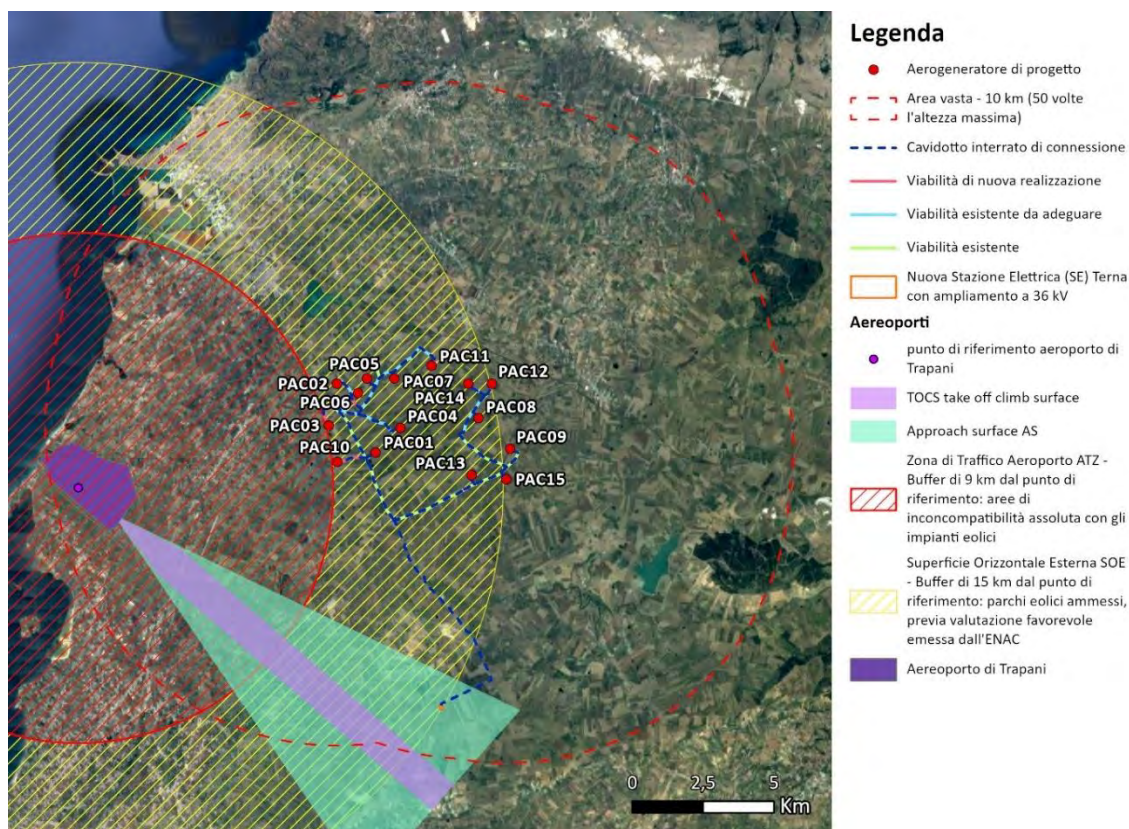 PAC05
PAC11
PAC02
PAC07
PAC12
PAC14
PAC06
PAC04
PAC08
PAC03
PAC01
PAC09
PAC10
PAC13
PAC15
0 2,5 5
Km
Legenda
Aerogeneratore di progetto
Area vasta - 10 km (50 volte
l'altezza massima)
Cavidotto interrato di connessione
Viabilità di nuova realizzazione
Viabilità esistente da adeguare
Viabilità esistente
Nuova Stazione Elettrica (SE) Terna
con ampliamento a 36 kV
Aereoporti
punto di riferimento aeroporto di
Trapani
TOCS take off climb surface
Approach surface AS
Zona di Traffico Aeroporto ATZ -
Buffer di 9 km dal punto di
riferimento: aree di
inconcompatibilità assoluta con gli
impianti eolici
Superficie Orizzontale Esterna SOE
- Buffer di 15 km dal punto di
riferimento: parchi eolici ammessi,
previa valutazione favorevole
emessa dall'ENAC
Aereoporto di Trapani